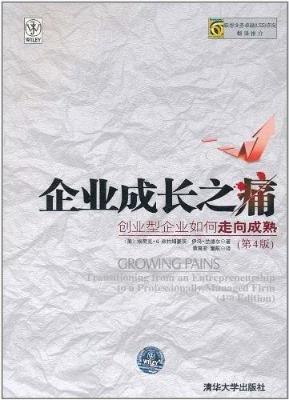 WILEY
企业成长之痛
创业型企业如何走向成熟
(第4版)
GROWING PAINS
Transitioning from an Entrepreneurship
to a Professionally Managed Firm
(4th Edition)
WILEY
清华大学出版社